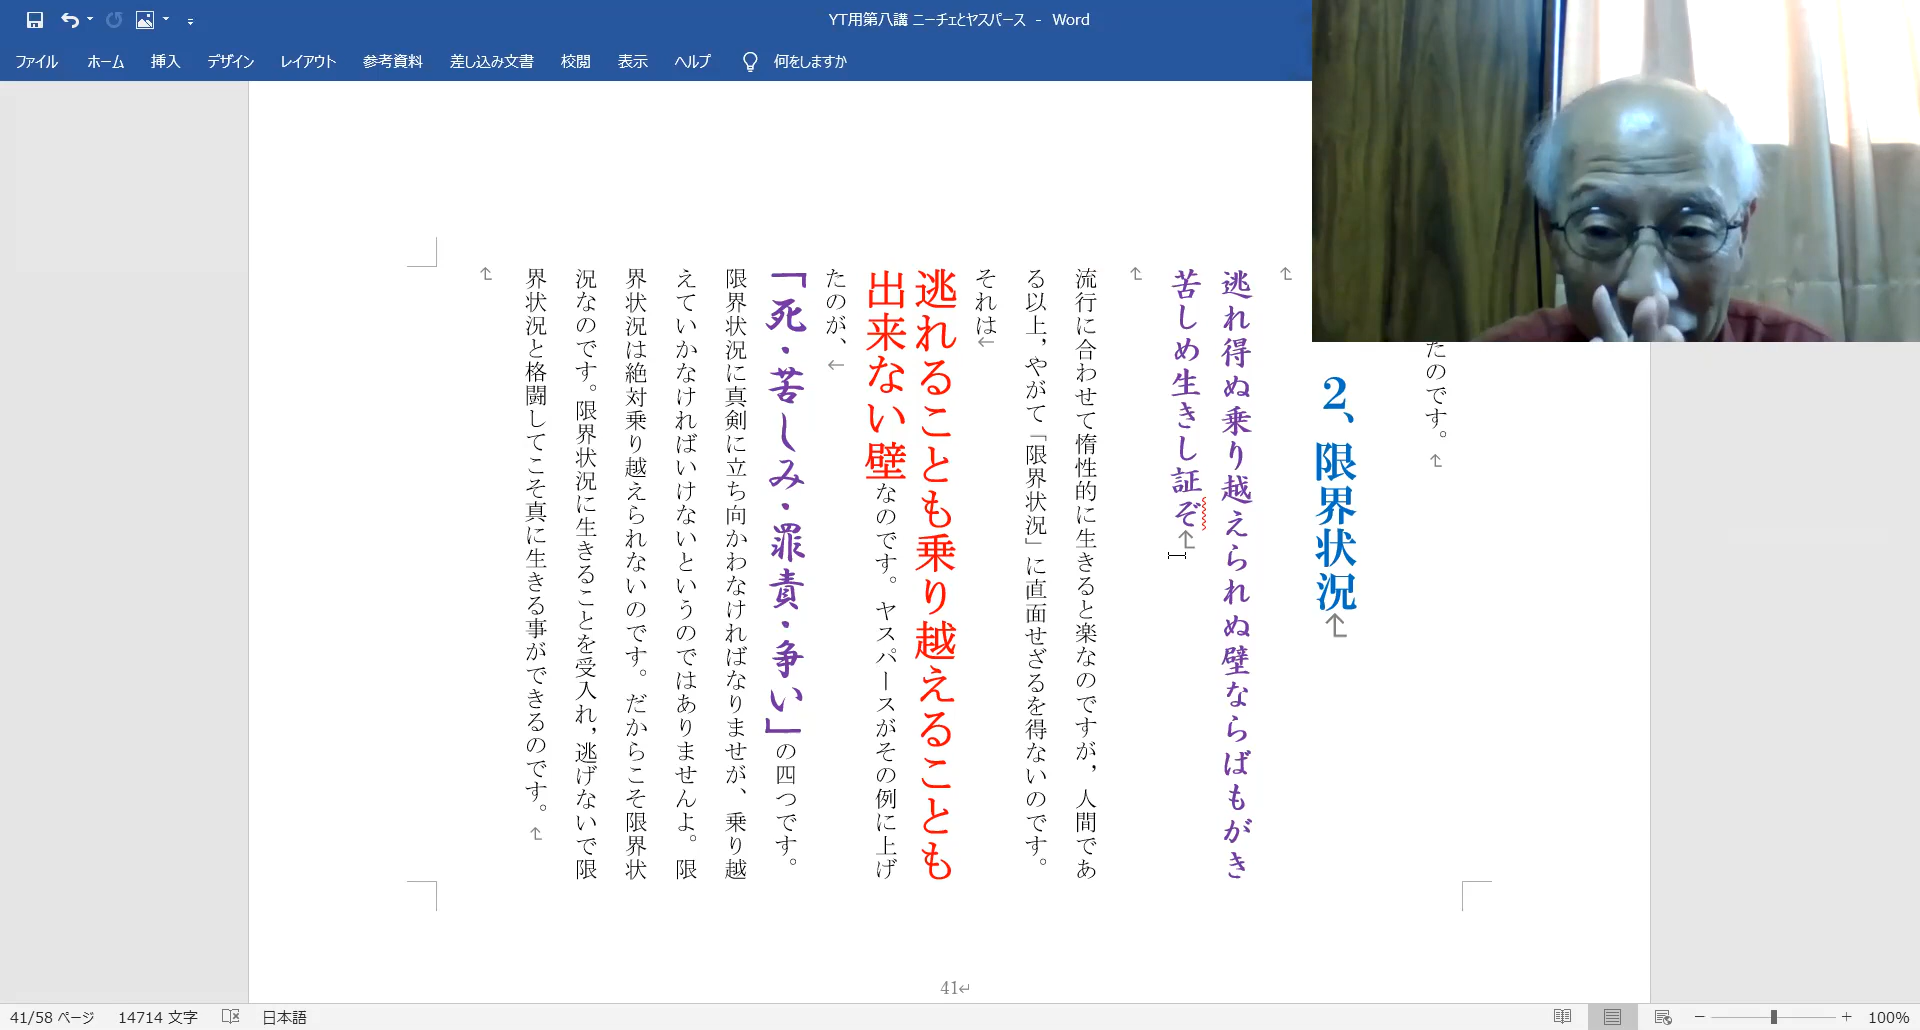 YT用第八講 ニーチェとヤスパース - Word
ファイル ホーム 挿入 デザイン レイアウト 参考資料 差し込み文書 校閲 表示 ヘルプ 何をしますか
たのです。
2、限界状況
逃れ得ぬ乗り越えられぬ壁ならばもがき
苦しめ生きし証ぞ
流行に合わせて惰性的に生きると楽なのですが，人間であ
る以上，やがて「限界状況」に直面せざるを得ないのです。
それは
逃れることも乗り越えることも
出来ない壁なのです。ヤスパースがその例に上げ
たのが、
「死・苦しみ・罪責・争い」の四つです。
限界状況に真剣に立ち向かわなければなりませが、乗り越
えていかなければいけないというのではありませんよ。限
界状況は絶対乗り越えられないのです。だからこそ限界状
況なのです。限界状況に生きることを受入れ，逃げないで限
界状況と格闘してこそ真に生きる事ができるのです。
41
41/58 ページ 14714 文字 日本語 100%